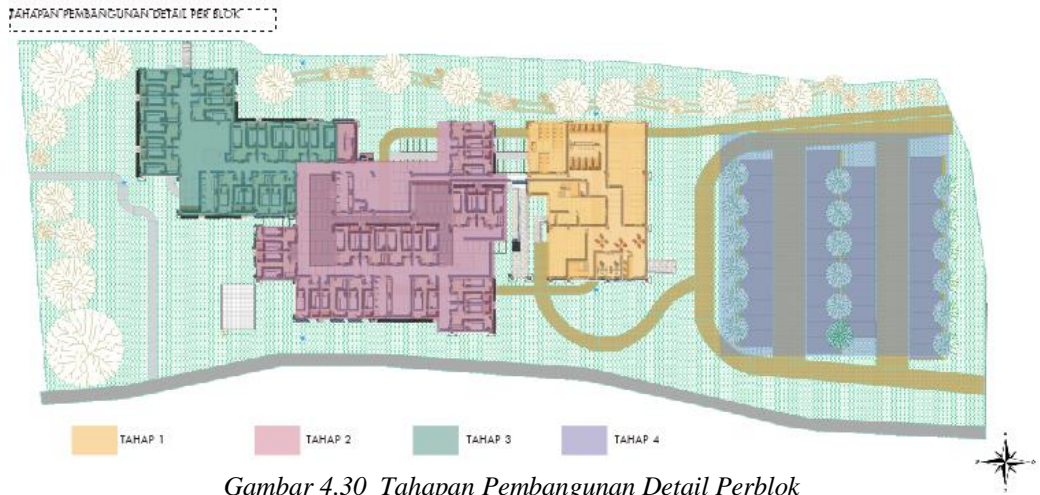 TAHAPAN PEMBANGUNAN DETAIL PER BLOK
TAHAP 1
TAHAP 2
TAHAP 3
TAHAP 4
Gambar 4.30 Tahapan Pembangunan Detail Perblok